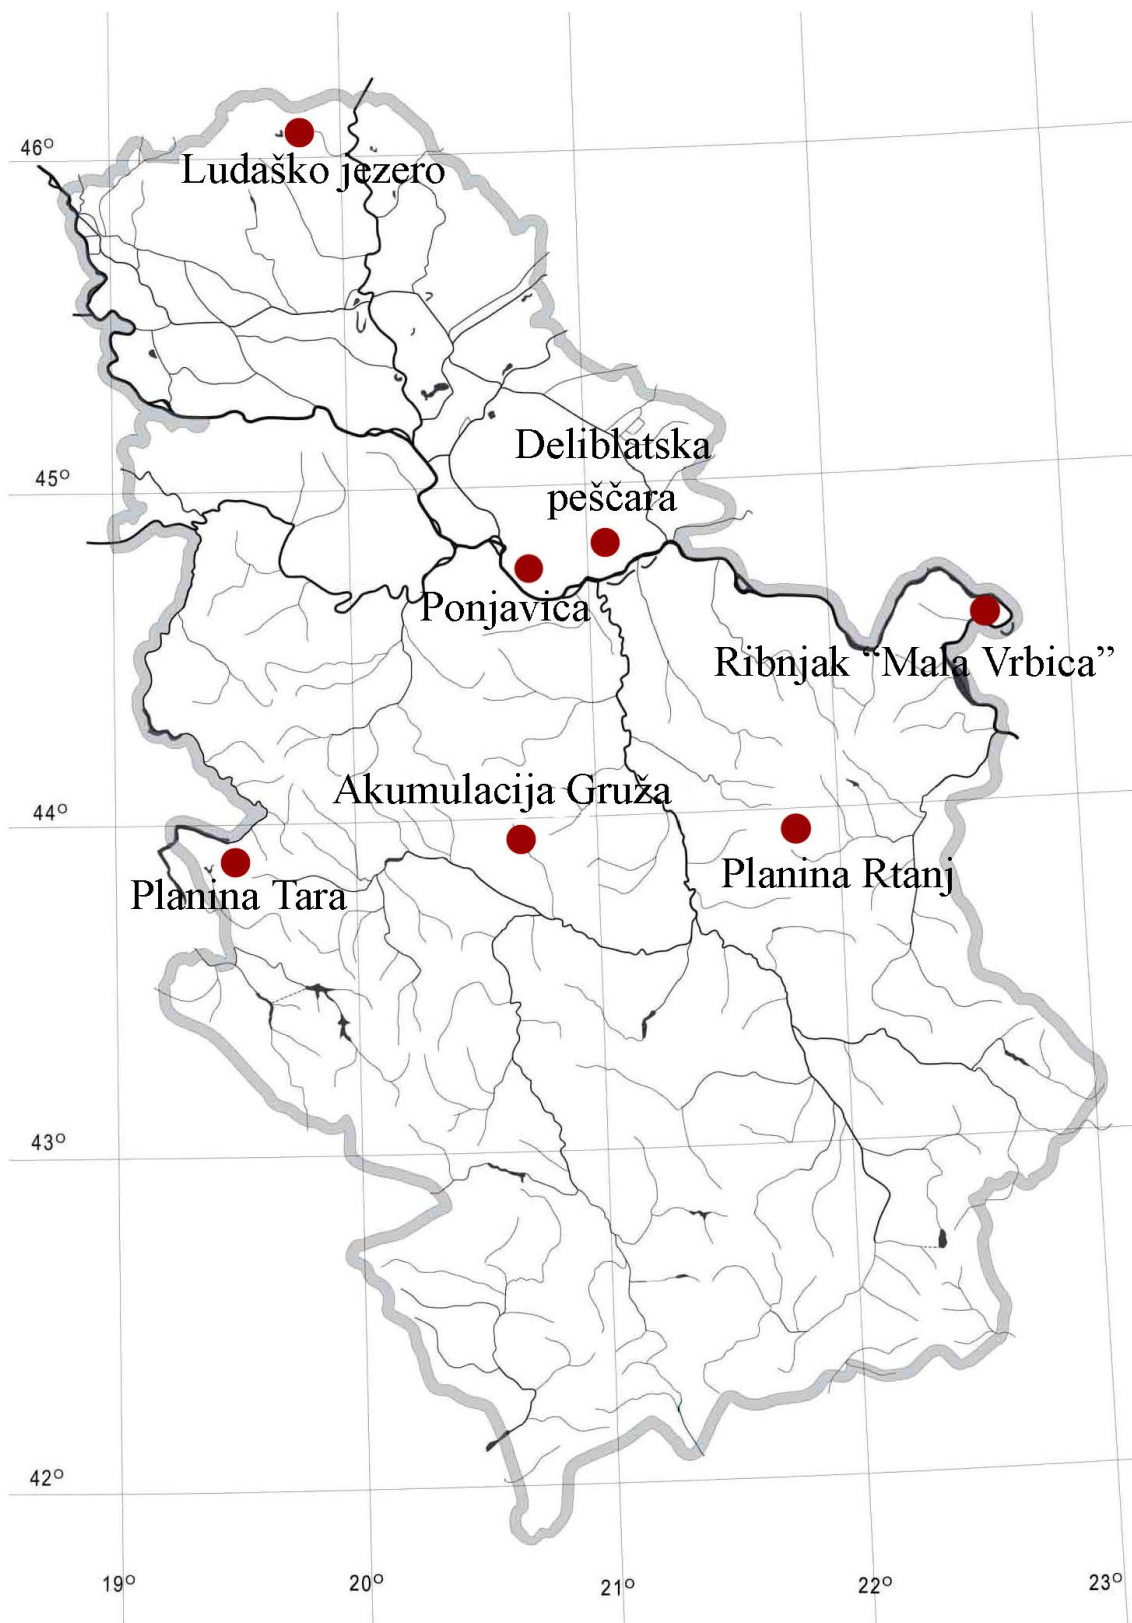 46°
Ludaško jezero
Deliblatska
peščara
45°
Ponjavica
Ribnjak “Mala Vrbica”
Akumulacija Gruža
44°
Planina Rtanj
Planina Tara
43°
42°
19°
20°
21°
22°
23°